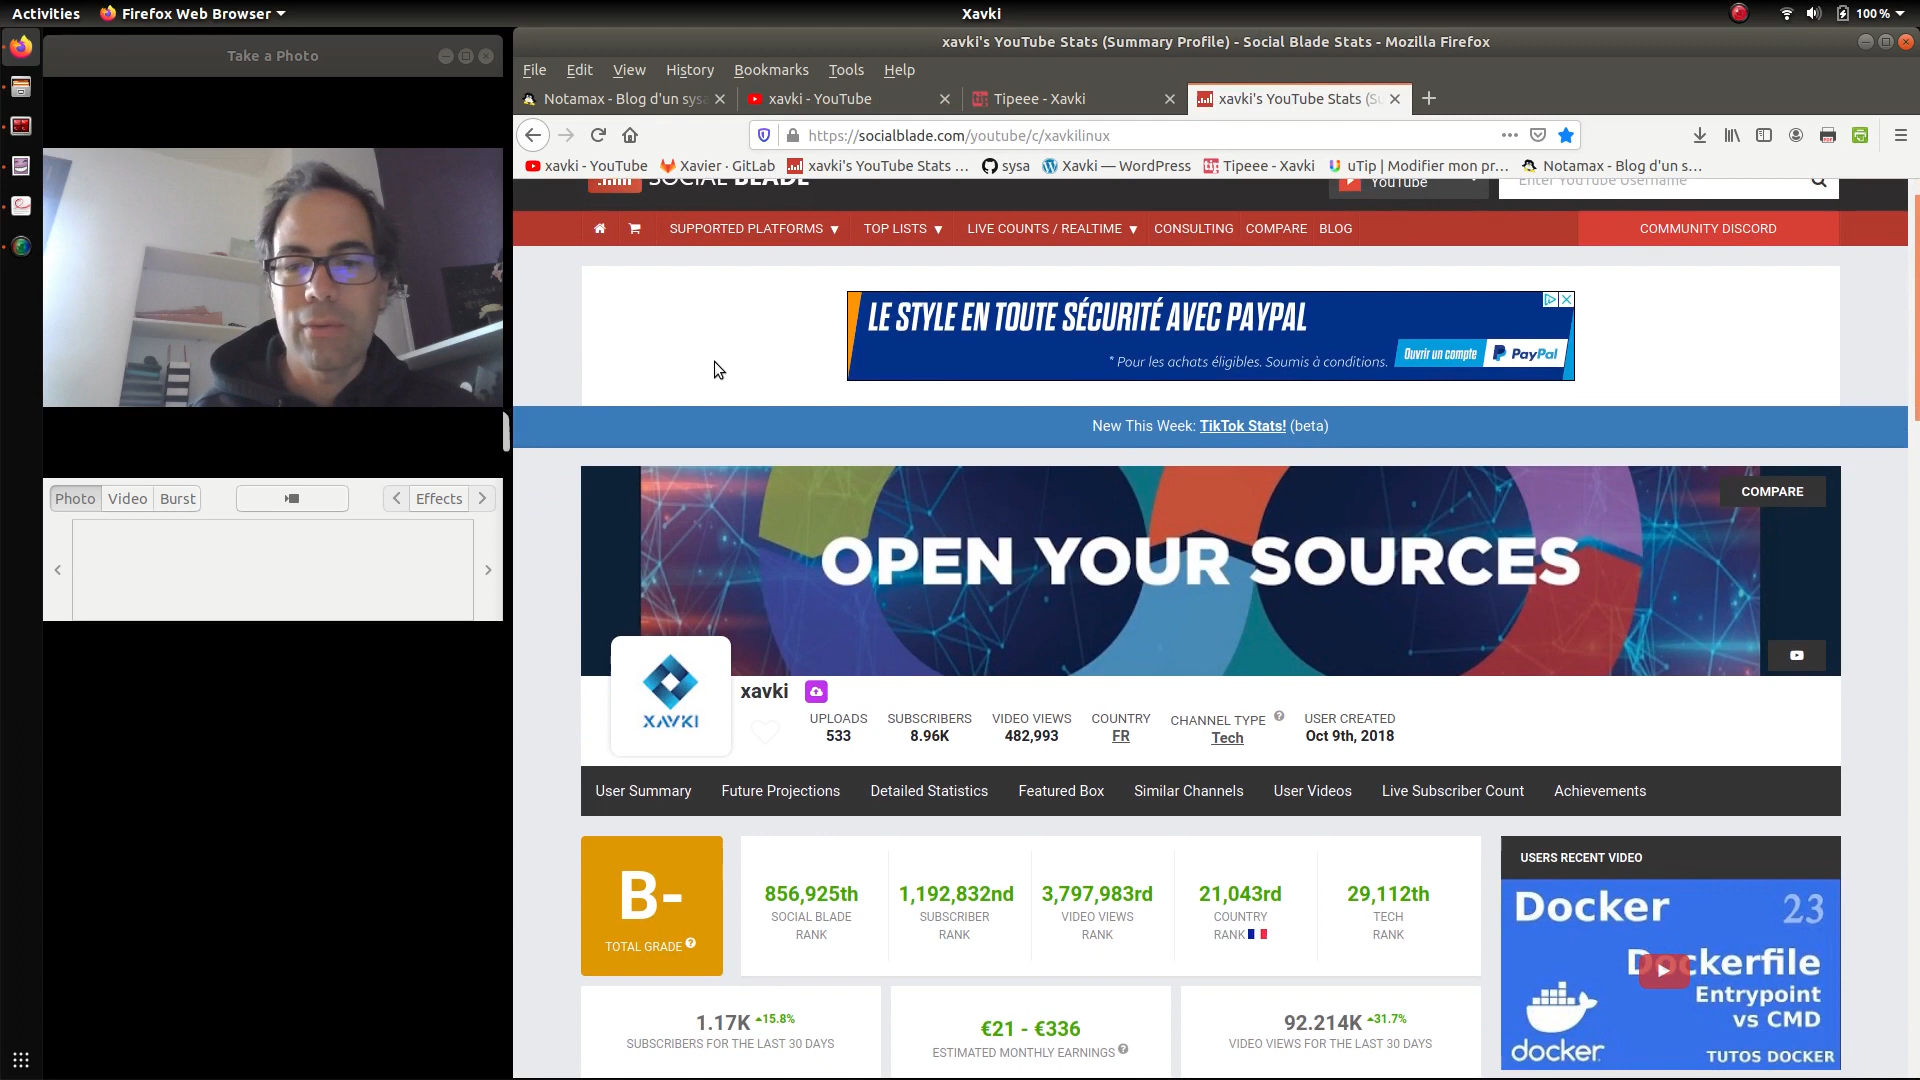 Activities
Firefox Web Browser
Xavki
100 %
Take a Photo
xavki's YouTube Stats (Summary Profile) - Social Blade Stats - Mozilla Firefox
File Edit View History Bookmarks Tools Help
Notamax - Blog d'un sysa
xavki - YouTube
Tipeee - Xavki
xavki's YouTube Stats (Su
https://socialblade.com/youtube/c/xavkilinux
xavki - YouTube
Xavier · GitLab
xavki's YouTube Stats ...
sysa
Xavki — WordPress
Tipeee - Xavki
uTip | Modifier mon pr...
Notamax - Blog d'un s...
SOCIAL BLADE
YouTube
Enter YouTube Username
SUPPORTED PLATFORMS
TOP LISTS
LIVE COUNTS / REALTIME
CONSULTING
COMPARE
BLOG
COMMUNITY DISCORD
LE STYLE EN TOUTE SÉCURITÉ AVEC PAYPAL
* Pour les achats éligibles. Soumis à conditions.
Ouvrir un compte
PayPal
New This Week: TikTok Stats! (beta)
COMPARE
OPEN YOUR SOURCES
Photo Video Burst
Effects
XAVKI
xavki
UPLOADS
533
SUBSCRIBERS
8.96K
VIDEO VIEWS
482,993
COUNTRY
FR
CHANNEL TYPE
Tech
USER CREATED
Oct 9th, 2018
User Summary
Future Projections
Detailed Statistics
Featured Box
Similar Channels
User Videos
Live Subscriber Count
Achievements
B-
TOTAL GRADE
856,925th
SOCIAL BLADE
RANK
1,192,832nd
SUBSCRIBER
RANK
3,797,983rd
VIDEO VIEWS
RANK
21,043rd
COUNTRY
RANK
29,112th
TECH
RANK
1.17K 15.8%
SUBSCRIBERS FOR THE LAST 30 DAYS
€21 - €336
ESTIMATED MONTHLY EARNINGS
92.214K 31.7%
VIDEO VIEWS FOR THE LAST 30 DAYS
USERS RECENT VIDEO
Docker 23
Dockerfile
Entrypoint
vs CMD
docker
TUTOS DOCKER